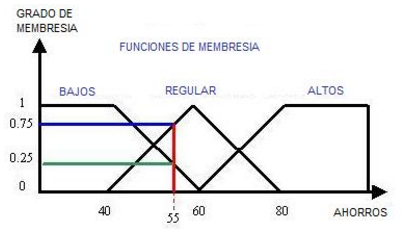 GRADO DE
MEMBRESIA
FUNCIONES DE MEMBRESIA
BAJOS REGULAR ALTOS
1
0.75
0.25
0
40 55 60 80 AHORROS